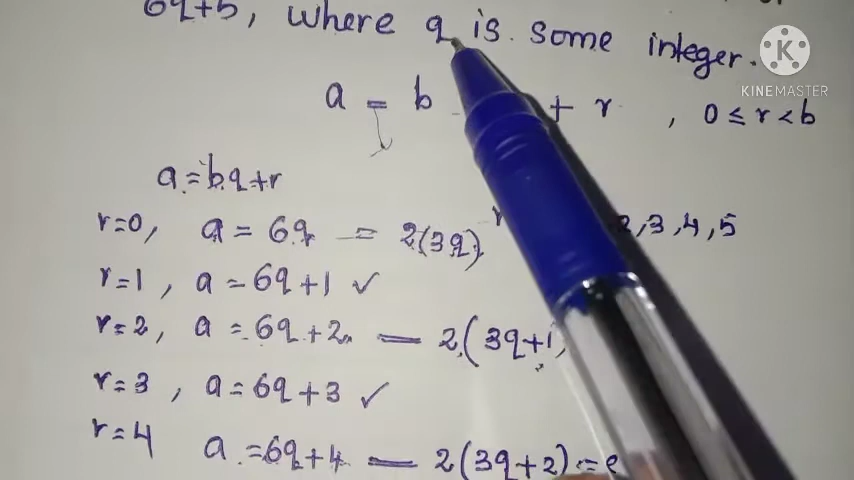 6q+5, where q is some integer.
K
KINEMASTER
a = b + r , 0 ≤ r < b
a = bq+r
r=0, a = 6q = 2(3q) r 2,3,4,5
r=1, a = 6q+1 ✓
r=2, a = 6q+2 — 2(3q+1)
r=3, a = 6q+3 ✓
r=4 a = 6q+4 — 2(3q+2) = e